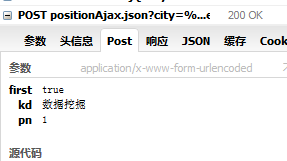 POST positionAjax.json?city=%...e 200 OK
参数 头信息 Post 响应 JSON 缓存 Cook
参数 application/x-www-form-urlencoded
first true
kd 数据挖掘
pn 1
源代码